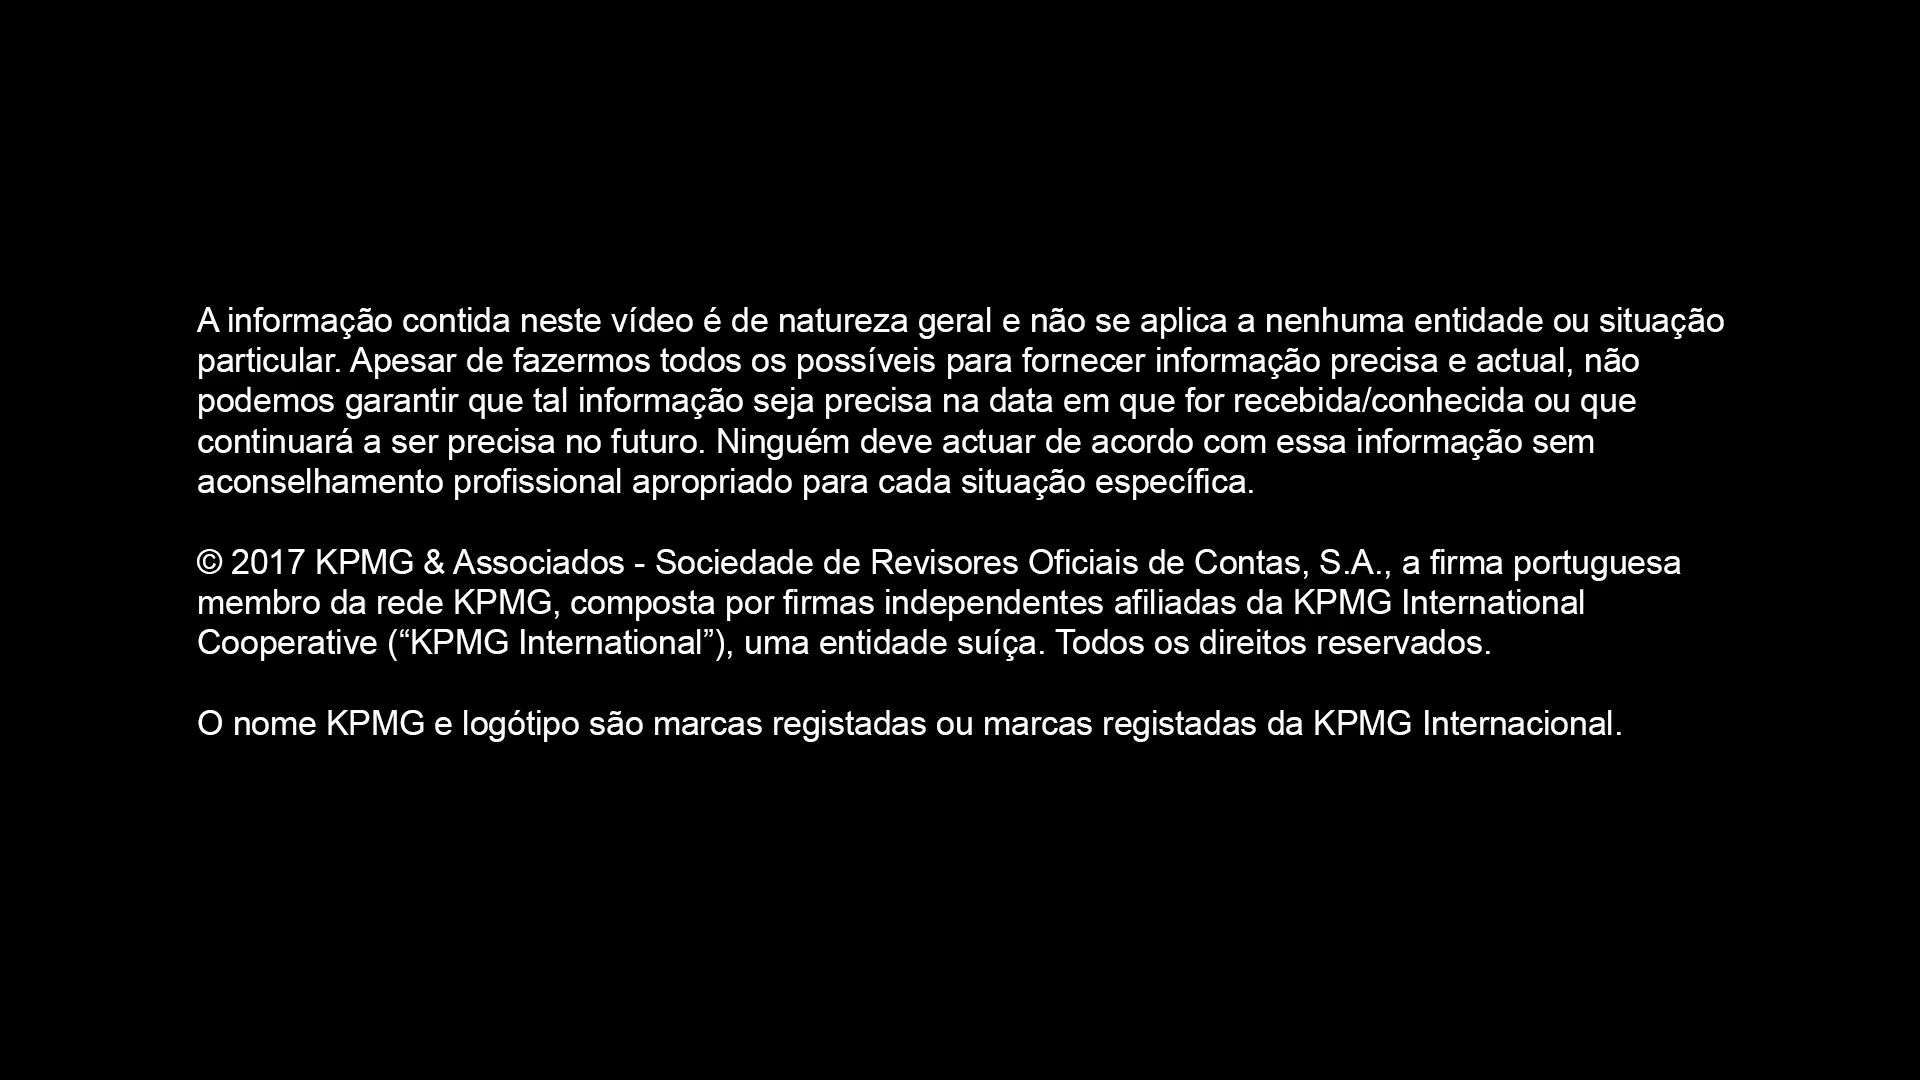 A informação contida neste vídeo é de natureza geral e não se aplica a nenhuma entidade ou situação
particular. Apesar de fazermos todos os possíveis para fornecer informação precisa e actual, não
podemos garantir que tal informação seja precisa na data em que for recebida/conhecida ou que
continuará a ser precisa no futuro. Ninguém deve actuar de acordo com essa informação sem
aconselhamento profissional apropriado para cada situação específica.
© 2017 KPMG & Associados - Sociedade de Revisores Oficiais de Contas, S.A., a firma portuguesa
membro da rede KPMG, composta por firmas independentes afiliadas da KPMG International
Cooperative (“KPMG International”), uma entidade suíça. Todos os direitos reservados.
O nome KPMG e logótipo são marcas registadas ou marcas registadas da KPMG Internacional.